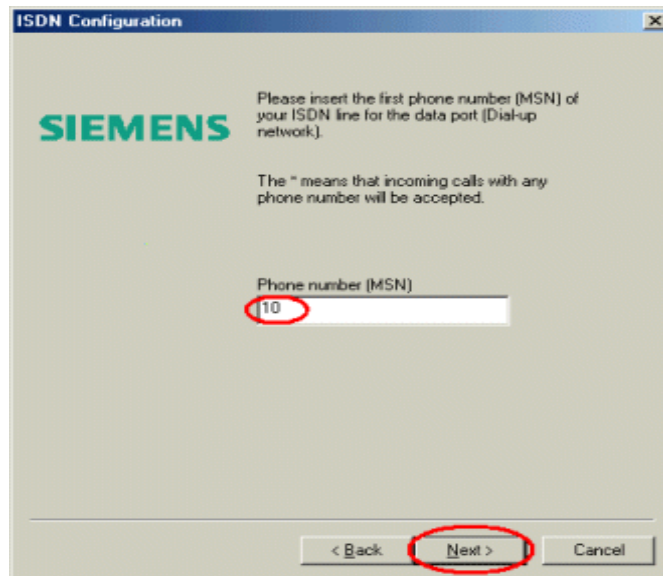 ISDN Configuration
SIEMENS
Please insert the first phone number (MSN) of
your ISDN line for the data port (Dial-up
network).
The * means that incoming calls with any
phone number will be accepted.
Phone number (MSN)
10
< Back
Next >
Cancel